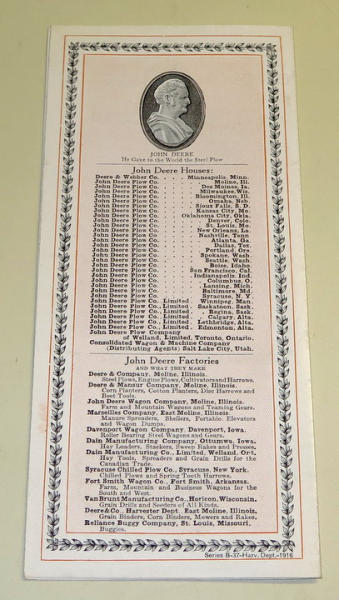 JOHN DEERE
He Gave to the World the Steel Plow
John Deere Houses:
Deere & Webber Co. . . . Minneapolis, Minn.
John Deere Plow Co. . . . . Moline, Ill.
John Deere Plow Co. . . . . Des Moines, Ia.
John Deere Plow Co. . . . . Milwaukee, Wis.
John Deere Plow Co. . . . . Bloomington, Ill.
John Deere Plow Co. . . . . Omaha, Neb.
John Deere Plow Co. . . . . Sioux Falls, S. D.
John Deere Plow Co. . . . . Kansas City, Mo.
John Deere Plow Co. . . . . Oklahoma City, Okla.
John Deere Plow Co. . . . . Denver, Colo.
John Deere Plow Co. . . . . St. Louis, Mo.
John Deere Plow Co. . . . . New Orleans, La.
John Deere Plow Co. . . . . Nashville, Tenn.
John Deere Plow Co. . . . . Atlanta, Ga.
John Deere Plow Co. . . . . Dallas, Tex.
John Deere Plow Co. . . . . Portland, Ore.
John Deere Plow Co. . . . . Spokane, Wash.
John Deere Plow Co. . . . . Seattle, Wash.
John Deere Plow Co. . . . . Boise, Idaho.
John Deere Plow Co. . . . . San Francisco, Cal.
John Deere Plow Co. . . . . Indianapolis, Ind.
John Deere Plow Co. . . . . Columbus, O.
John Deere Plow Co. . . . . Lansing, Mich.
John Deere Plow Co. . . . . Baltimore, Md.
John Deere Plow Co. . . . . Syracuse, N. Y.
John Deere Plow Co. Limited . Winnipeg, Man.
John Deere Plow Co. Limited . Saskatoon, Sask.
John Deere Plow Co. Limited . . Regina, Sask.
John Deere Plow Co. Limited . . Calgary, Alta.
John Deere Plow Co. Limited . Lethbridge, Alta.
John Deere Plow Co. Limited . Edmonton, Alta.
John Deere Plow Company
of Welland, Limited, Toronto, Ontario.
Consolidated Wagon & Machine Company
(Distributing Agents) Salt Lake City, Utah.
John Deere Factories
AND WHAT THEY MAKE
Deere & Company, Moline, Illinois.
Steel Plows, Engine Plows, Cultivators and Harrows.
Deere & Mansur Company, Moline, Illinois.
Corn Planters, Cotton Planters, Disc Harrows and
Beet Tools.
John Deere Wagon Company, Moline, Illinois.
Farm and Mountain Wagons and Teaming Gears.
Marseilles Company, East Moline, Illinois.
Manure Spreaders, Shellers, Portable Elevators
and Wagon Dumps.
Davenport Wagon Company, Davenport, Iowa.
Roller Bearing Steel Wagons and Gears.
Dain Manufacturing Company, Ottumwa, Iowa.
Hay Loaders, Stackers, Sweep Rakes and Presses.
Dain Manufacturing Co., Limited, Welland, Ont.
Hay Tools, Spreaders and Grain Drills for the
Canadian Trade.
Syracuse Chilled Plow Co., Syracuse, New York.
Chilled Plows and Spring Tooth Harrows.
Fort Smith Wagon Co., Fort Smith, Arkansas.
Farm, Mountain and Business Wagons for the
South and West.
Van Brunt Manufacturing Co., Horicon, Wisconsin.
Grain Drills and Seeders of All Kinds.
Deere & Co. Harvester Dept., East Moline, Illinois.
Grain Binders, Corn Binders, Mowers and Rakes.
Reliance Buggy Company, St. Louis, Missouri.
Buggies.
Series B-37-Harv. Dept.-1916